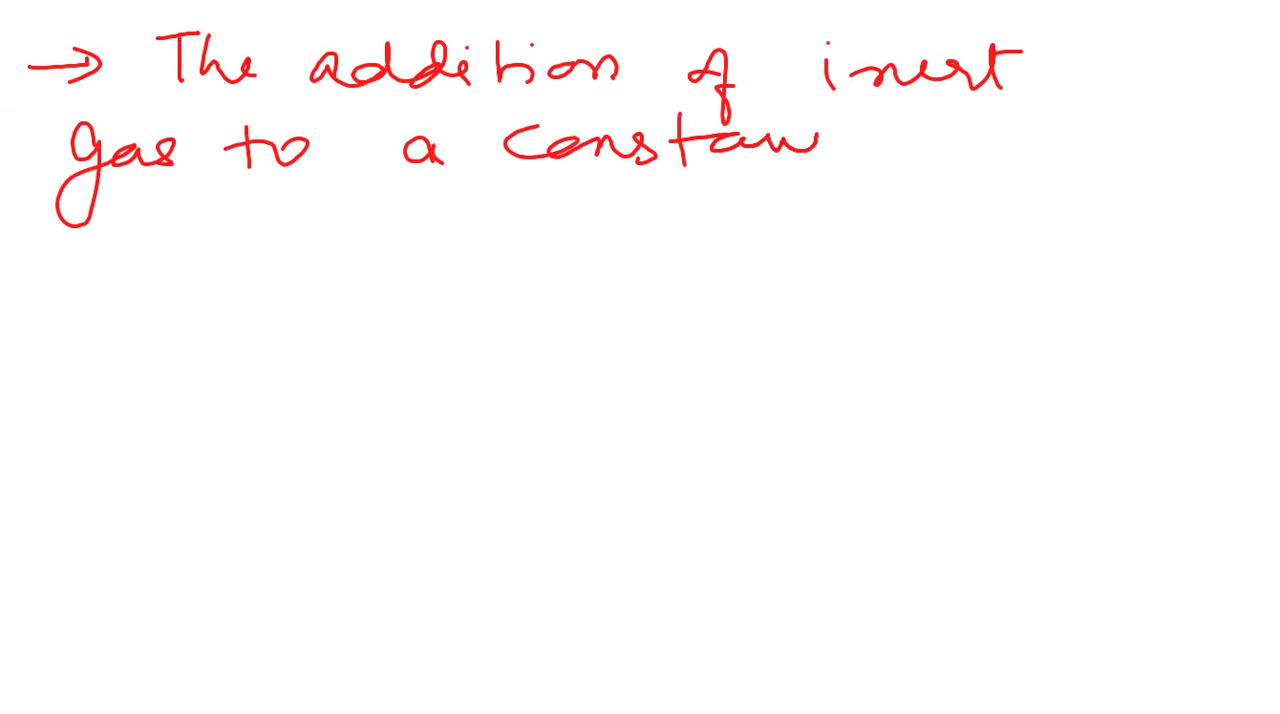 → The addition of inert
gas to a constan